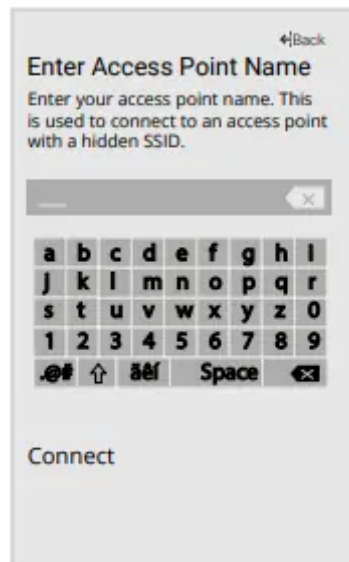 Back
Enter Access Point Name
Enter your access point name. This
is used to connect to an access point
with a hidden SSID.
a b c d e f g h i
j k l m n o p q r
s t u v w x y z 0
1 2 3 4 5 6 7 8 9
.@# ãêí Space
Connect